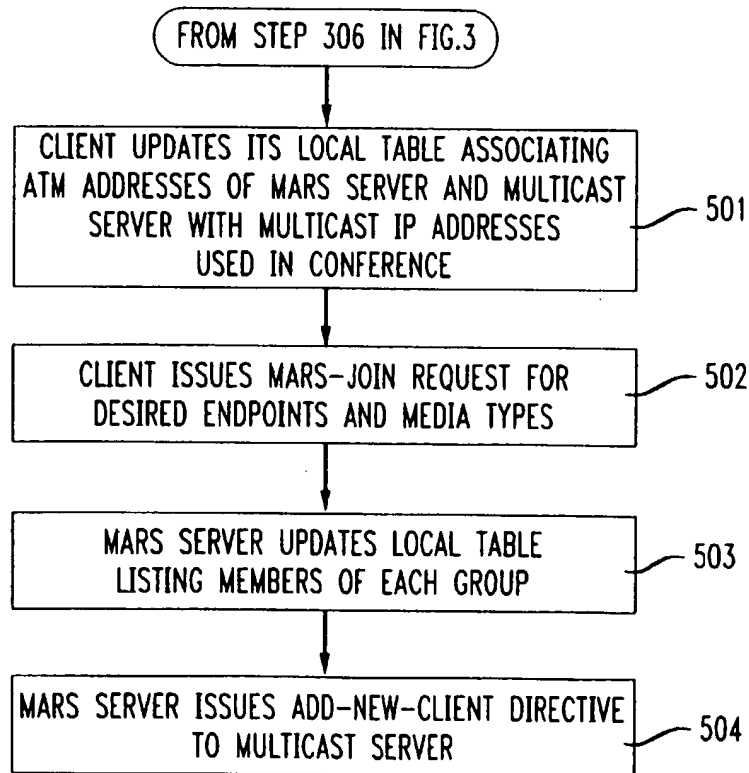 FROM STEP 306 IN FIG.3
CLIENT UPDATES ITS LOCAL TABLE ASSOCIATING
ATM ADDRESSES OF MARS SERVER AND MULTICAST
SERVER WITH MULTICAST IP ADDRESSES
USED IN CONFERENCE
501
CLIENT ISSUES MARS-JOIN REQUEST FOR
DESIRED ENDPOINTS AND MEDIA TYPES
502
MARS SERVER UPDATES LOCAL TABLE
LISTING MEMBERS OF EACH GROUP
503
MARS SERVER ISSUES ADD-NEW-CLIENT DIRECTIVE
TO MULTICAST SERVER
504